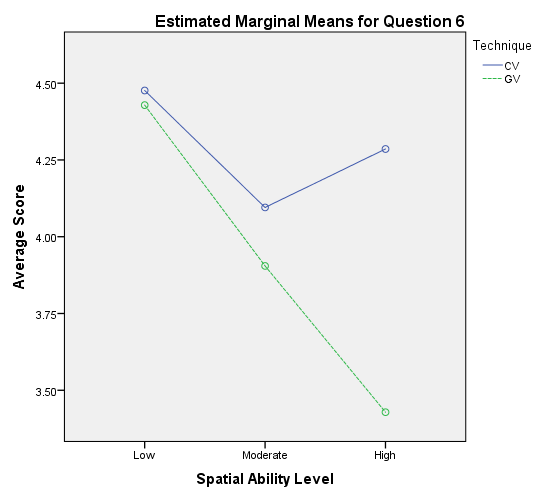 Estimated Marginal Means for Question 6
Technique
CV
GV
Average Score
4.50
4.25
4.00
3.75
3.50
Low
Moderate
High
Spatial Ability Level